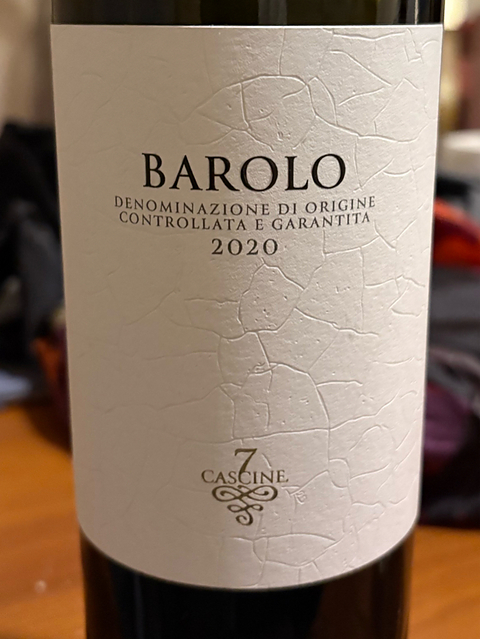 BAROLO
DENOMINAZIONE DI ORIGINE
CONTROLLATA E GARANTITA
2020
7
CASCINE